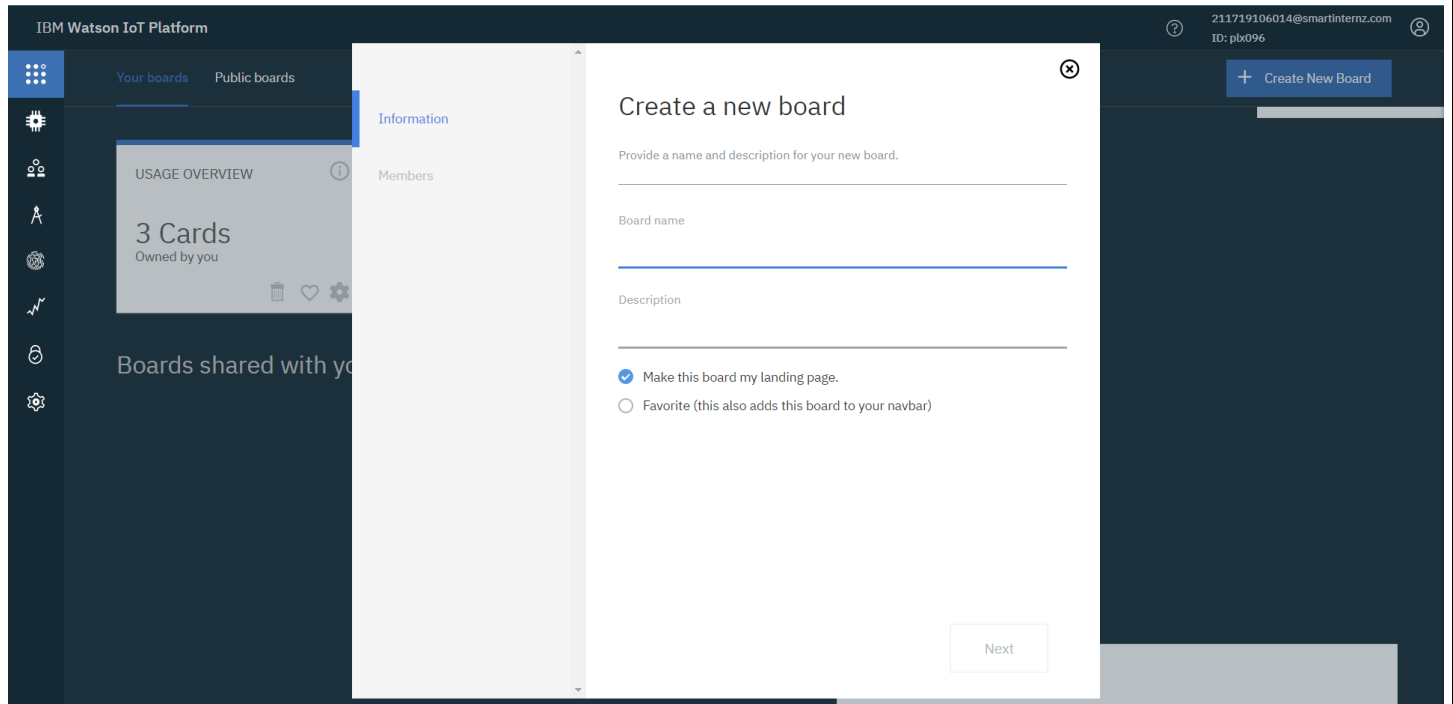 IBM Watson IoT Platform
211719106014@smartinternz.com
ID: plx096
Your boards
Public boards
Create New Board
USAGE OVERVIEW
3 Cards
Owned by you
Boards shared with yo
Information
Members
Create a new board
Provide a name and description for your new board.
Board name
Description
Make this board my landing page.
Favorite (this also adds this board to your navbar)
Next